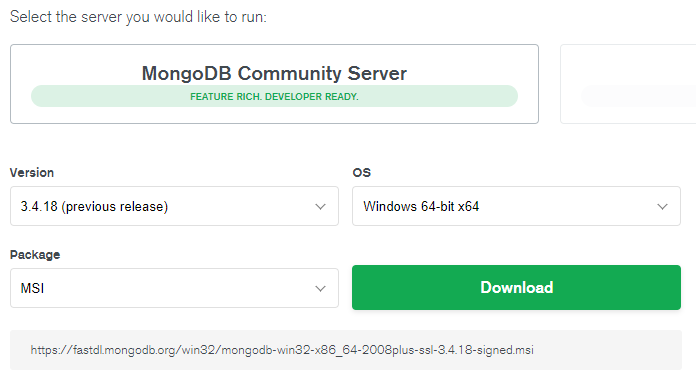 Select the server you would like to run:
MongoDB Community Server
FEATURE RICH. DEVELOPER READY.
Version
OS
3.4.18 (previous release)
Windows 64-bit x64
Package
MSI
Download
https://fastdl.mongodb.org/win32/mongodb-win32-x86_64-2008plus-ssl-3.4.18-signed.msi